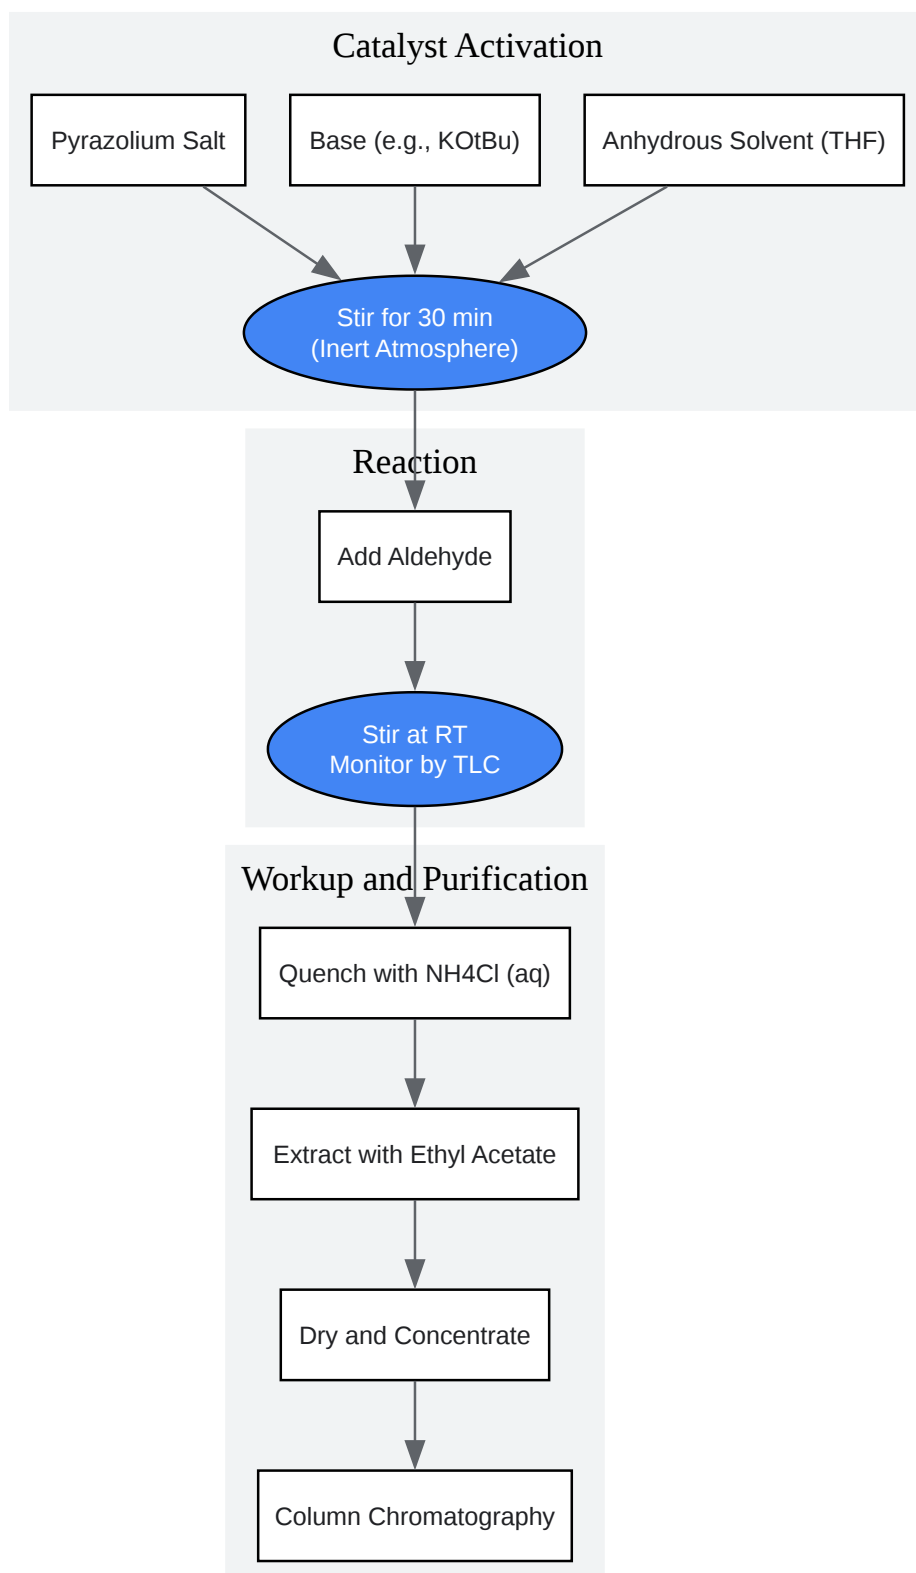 Catalyst Activation
Pyrazolium Salt
Base (e.g., KOtBu)
Anhydrous Solvent (THF)
Stir for 30 min
(Inert Atmosphere)
Reaction
Add Aldehyde
Stir at RT
Monitor by TLC
Workup and Purification
Quench with NH4Cl (aq)
Extract with Ethyl Acetate
Dry and Concentrate
Column Chromatography